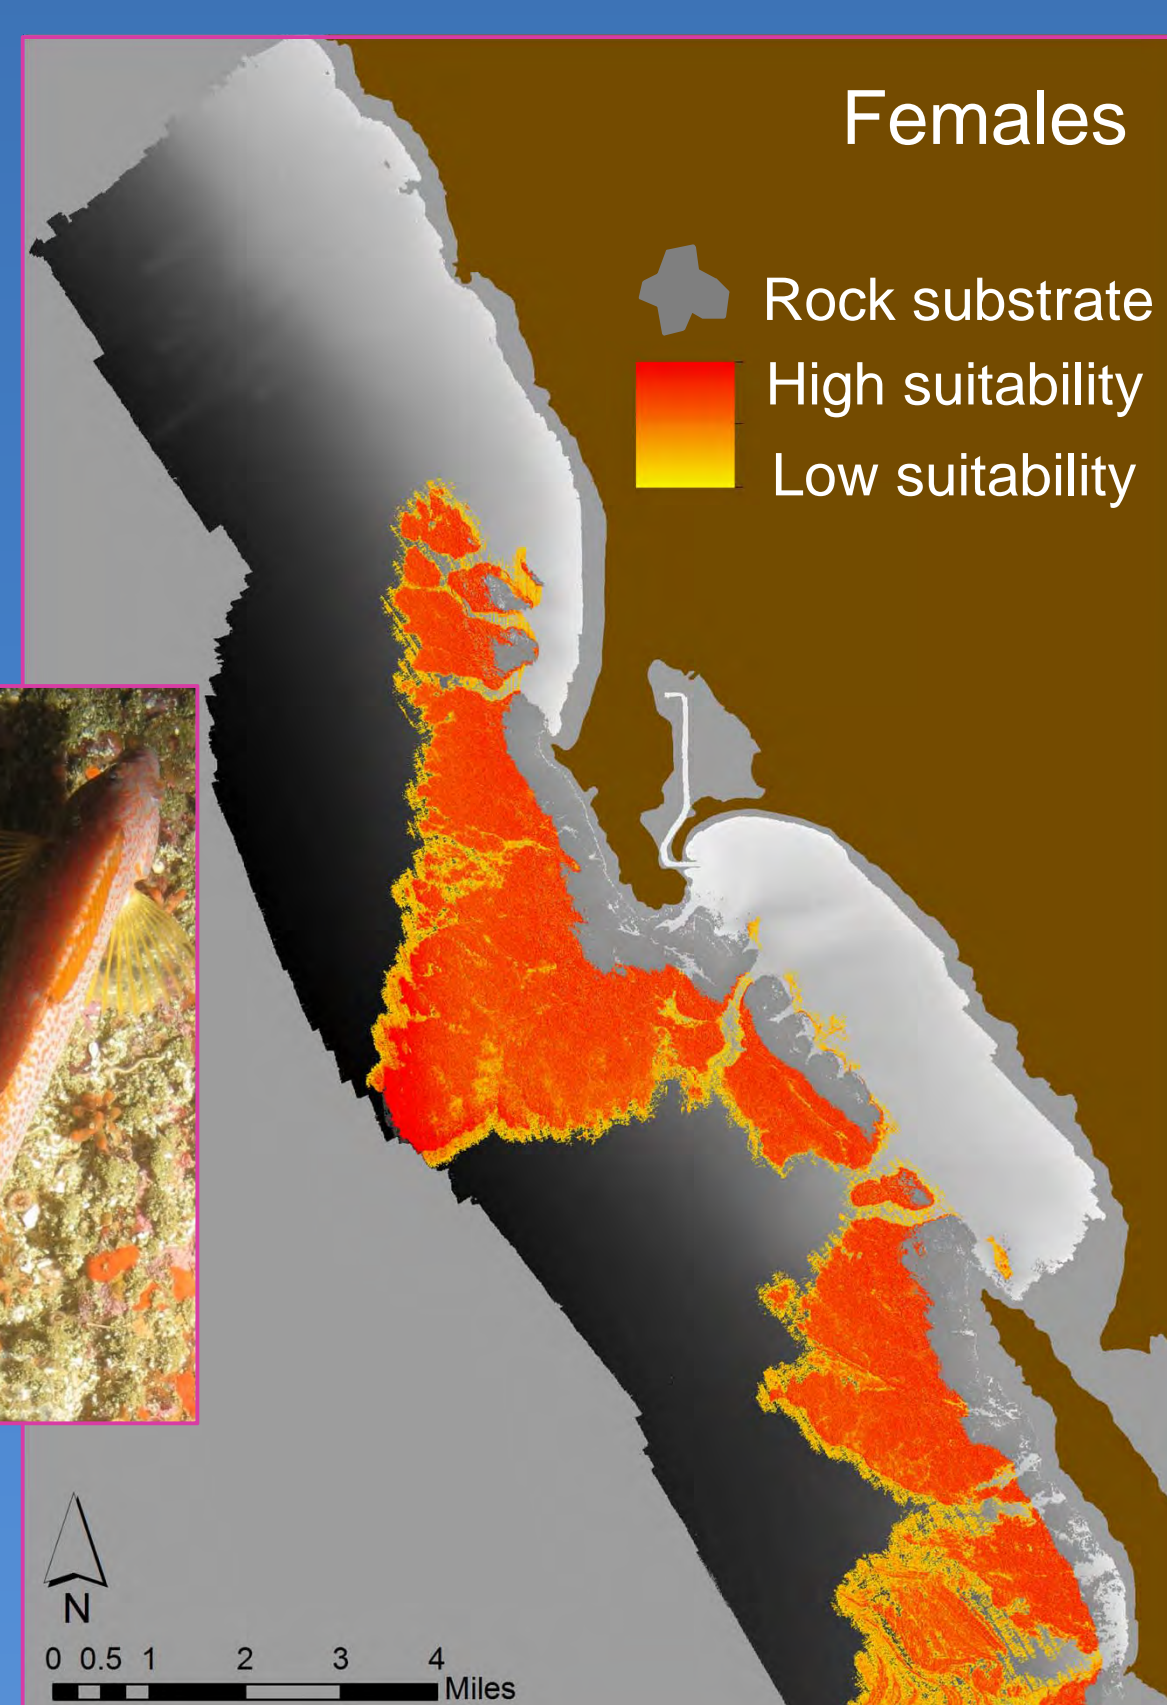 Females
Rock substrate
High suitability
Low suitability
N
0 0.5 1 2 3 4
Miles